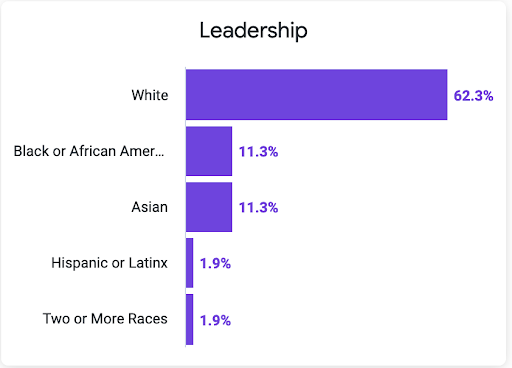 Leadership
White 62.3%
Black or African Amer... 11.3%
Asian 11.3%
Hispanic or Latinx 1.9%
Two or More Races 1.9%